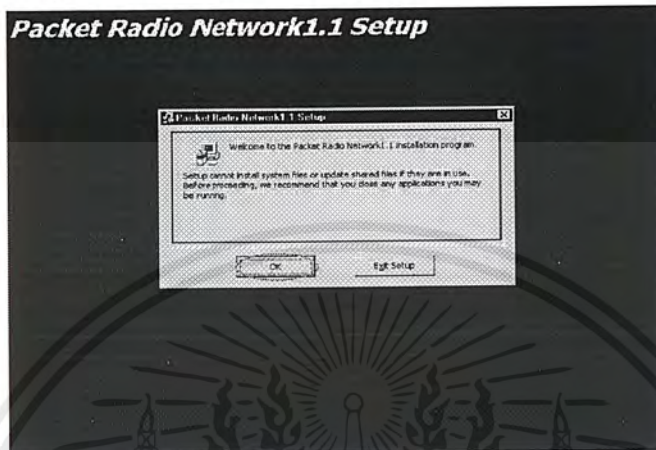 Packet Radio Network1.1 Setup
Packet Radio Network1.1 Setup
Welcome to the Packet Radio Network1.1 installation program.
Setup cannot install system files or update shared files if they are in use.
Before proceeding, we recommend that you close any applications you may
be running.
OK
Exit Setup